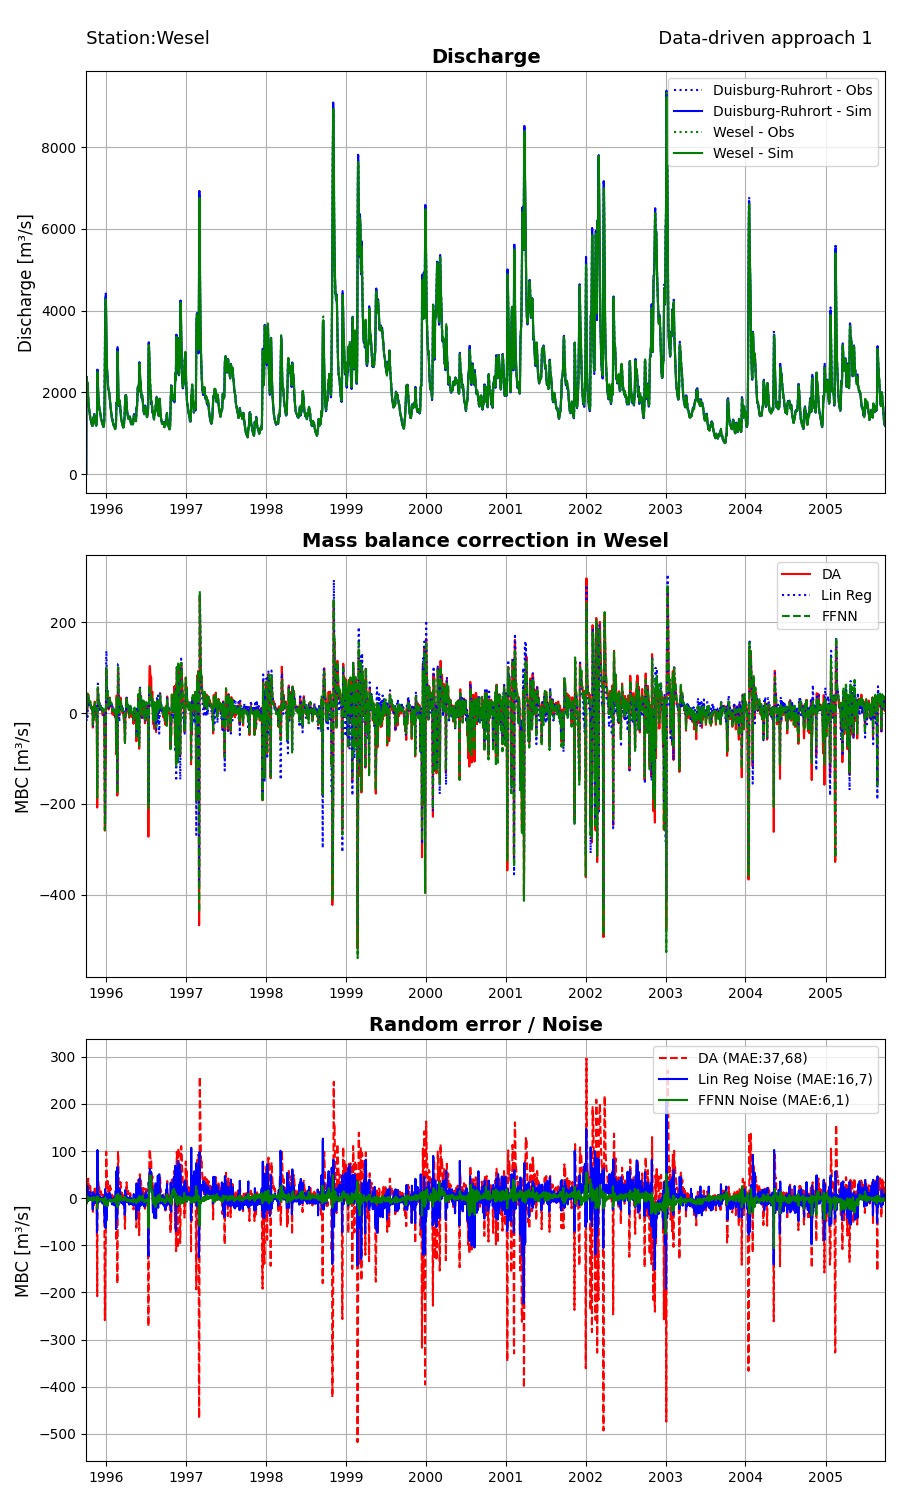 Station:Wesel Data-driven approach 1
Discharge
Discharge [m³/s]
8000
6000
4000
2000
0
Duisburg-Ruhrort - Obs
Duisburg-Ruhrort - Sim
Wesel - Obs
Wesel - Sim
1996 1997 1998 1999 2000 2001 2002 2003 2004 2005
Mass balance correction in Wesel
MBC [m³/s]
200
0
−200
−400
DA
Lin Reg
FFNN
1996 1997 1998 1999 2000 2001 2002 2003 2004 2005
Random error / Noise
MBC [m³/s]
300
200
100
0
−100
−200
−300
−400
−500
DA (MAE:37,68)
Lin Reg Noise (MAE:16,7)
FFNN Noise (MAE:6,1)
1996 1997 1998 1999 2000 2001 2002 2003 2004 2005